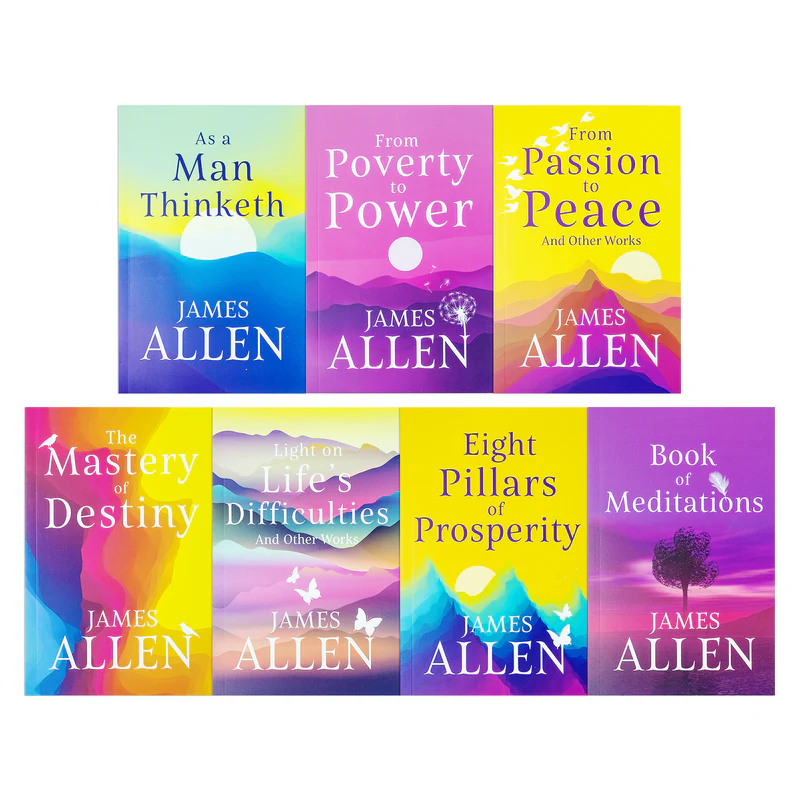 As a
Man
Thinketh
JAMES
ALLEN
From
Poverty
to
Power
JAMES
ALLEN
From
Passion
to
Peace
And Other Works
JAMES
ALLEN
The
Mastery
of
Destiny
JAMES
ALLEN
Light on
Life's
Difficulties
And Other Works
JAMES
ALLEN
Eight
Pillars
of
Prosperity
JAMES
ALLEN
Book
of
Meditations
JAMES
ALLEN